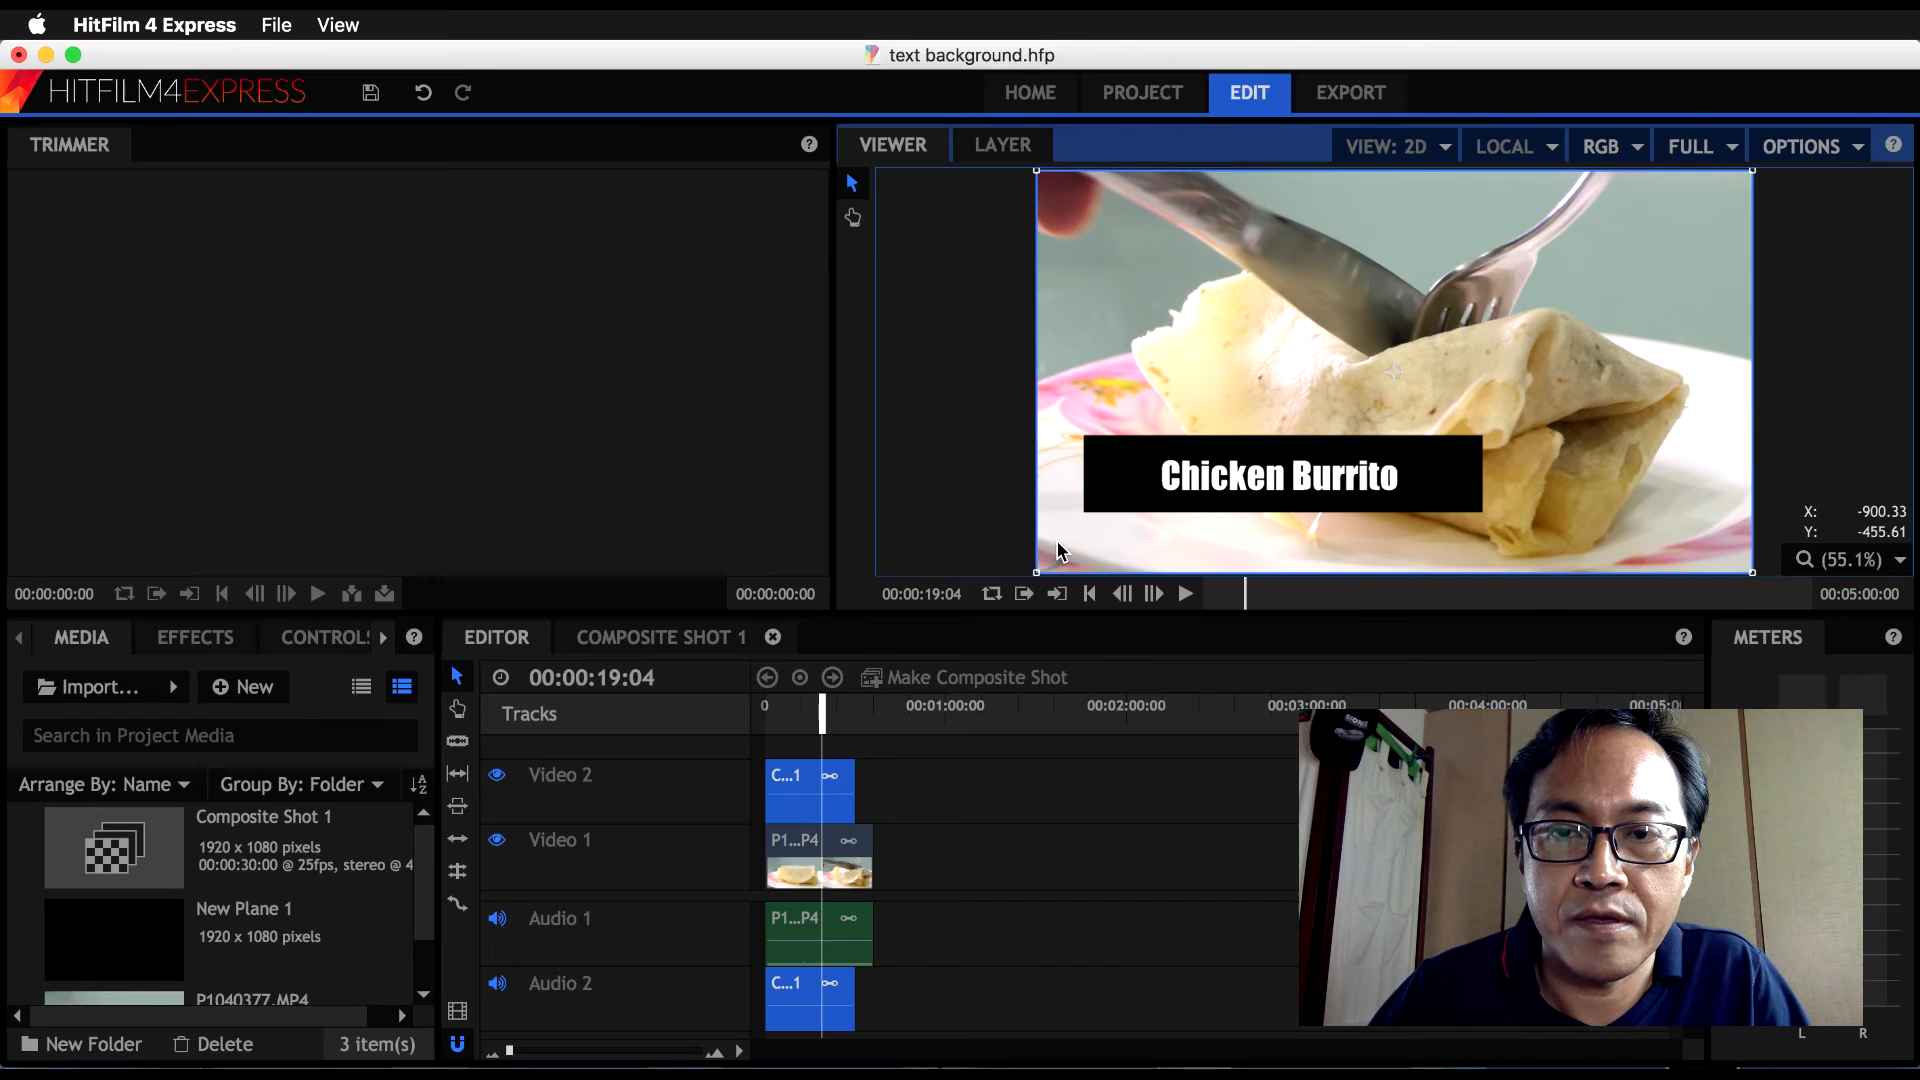 HitFilm 4 Express File View
text background.hfp
HITFILM4EXPRESS
HOME PROJECT EDIT EXPORT
TRIMMER
VIEWER LAYER VIEW: 2D LOCAL RGB FULL OPTIONS
Chicken Burrito
X: -900.33
Y: -455.61
(55.1%)
00:00:00:00 00:00:00:00
00:00:19:04 00:05:00:00
MEDIA EFFECTS CONTROLS
EDITOR COMPOSITE SHOT 1
METERS
Import... New
00:00:19:04 Make Composite Shot
Tracks 0 00:01:00:00 00:02:00:00 00:03:00:00 00:04:00:00 00:05:0
Search in Project Media
Arrange By: Name Group By: Folder
Composite Shot 1
1920 x 1080 pixels
00:00:30:00 @ 25fps, stereo @ 4
New Plane 1
1920 x 1080 pixels
P1040377.MP4
New Folder Delete 3 item(s)
Video 2 C...1
Video 1 P1...P4
Audio 1 P1...P4
Audio 2 C...1
L R